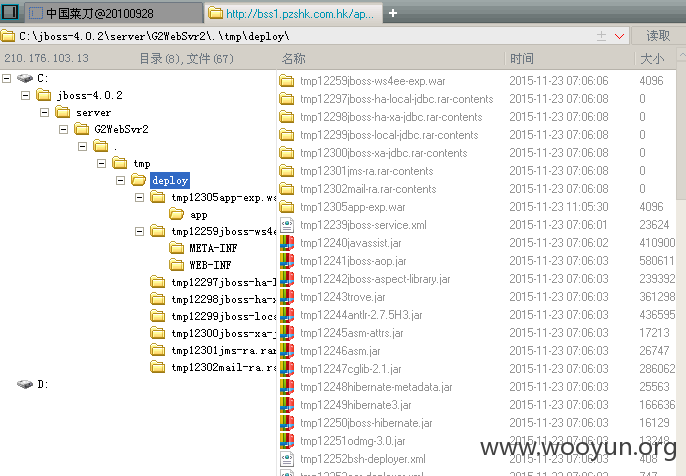 中国菜刀@20100928
http://bss1.pzshk.com.hk/ap...
C:\jboss-4.0.2\server\G2WebSvr2\.\tmp\deploy\
读取
210.176.103.13
目录(8),文件(67)
名称
时间
大小
C:
jboss-4.0.2
server
G2WebSvr2
.
tmp
deploy
tmp12305app-exp.wa
app
tmp12259jboss-ws4e
META-INF
WEB-INF
tmp12297jboss-ha-l
tmp12298jboss-ha-x
tmp12299jboss-loca
tmp12300jboss-xa-j
tmp12301jms-ra.rar
tmp12302mail-ra.ra
D:
tmp12259jboss-ws4ee-exp.war 2015-11-23 07:06:06 4096
tmp12297jboss-ha-local-jdbc.rar-contents 2015-11-23 07:06:08 0
tmp12298jboss-ha-xa-jdbc.rar-contents 2015-11-23 07:06:08 0
tmp12299jboss-local-jdbc.rar-contents 2015-11-23 07:06:08 0
tmp12300jboss-xa-jdbc.rar-contents 2015-11-23 07:06:08 0
tmp12301jms-ra.rar-contents 2015-11-23 07:06:08 0
tmp12302mail-ra.rar-contents 2015-11-23 07:06:08 0
tmp12305app-exp.war 2015-11-23 11:05:30 4096
tmp12239jboss-service.xml 2015-11-23 07:06:01 23624
tmp12240javassist.jar 2015-11-23 07:06:02 410900
tmp12241jboss-aop.jar 2015-11-23 07:06:03 580611
tmp12242jboss-aspect-library.jar 2015-11-23 07:06:03 239392
tmp12243trove.jar 2015-11-23 07:06:03 361298
tmp12244antlr-2.7.5H3.jar 2015-11-23 07:06:03 436595
tmp12245asm-attrs.jar 2015-11-23 07:06:03 17213
tmp12246asm.jar 2015-11-23 07:06:03 26747
tmp12247cglib-2.1.jar 2015-11-23 07:06:03 286062
tmp12248hibernate-metadata.jar 2015-11-23 07:06:03 25563
tmp12249hibernate3.jar 2015-11-23 07:06:03 166636
tmp12250jboss-hibernate.jar 2015-11-23 07:06:03 16129
tmp12251odmg-3.0.jar 2015-11-23 07:06:03 13248
tmp12252bsh-deployer.xml 2015-11-23 07:06:03 408
www.wooyun.org